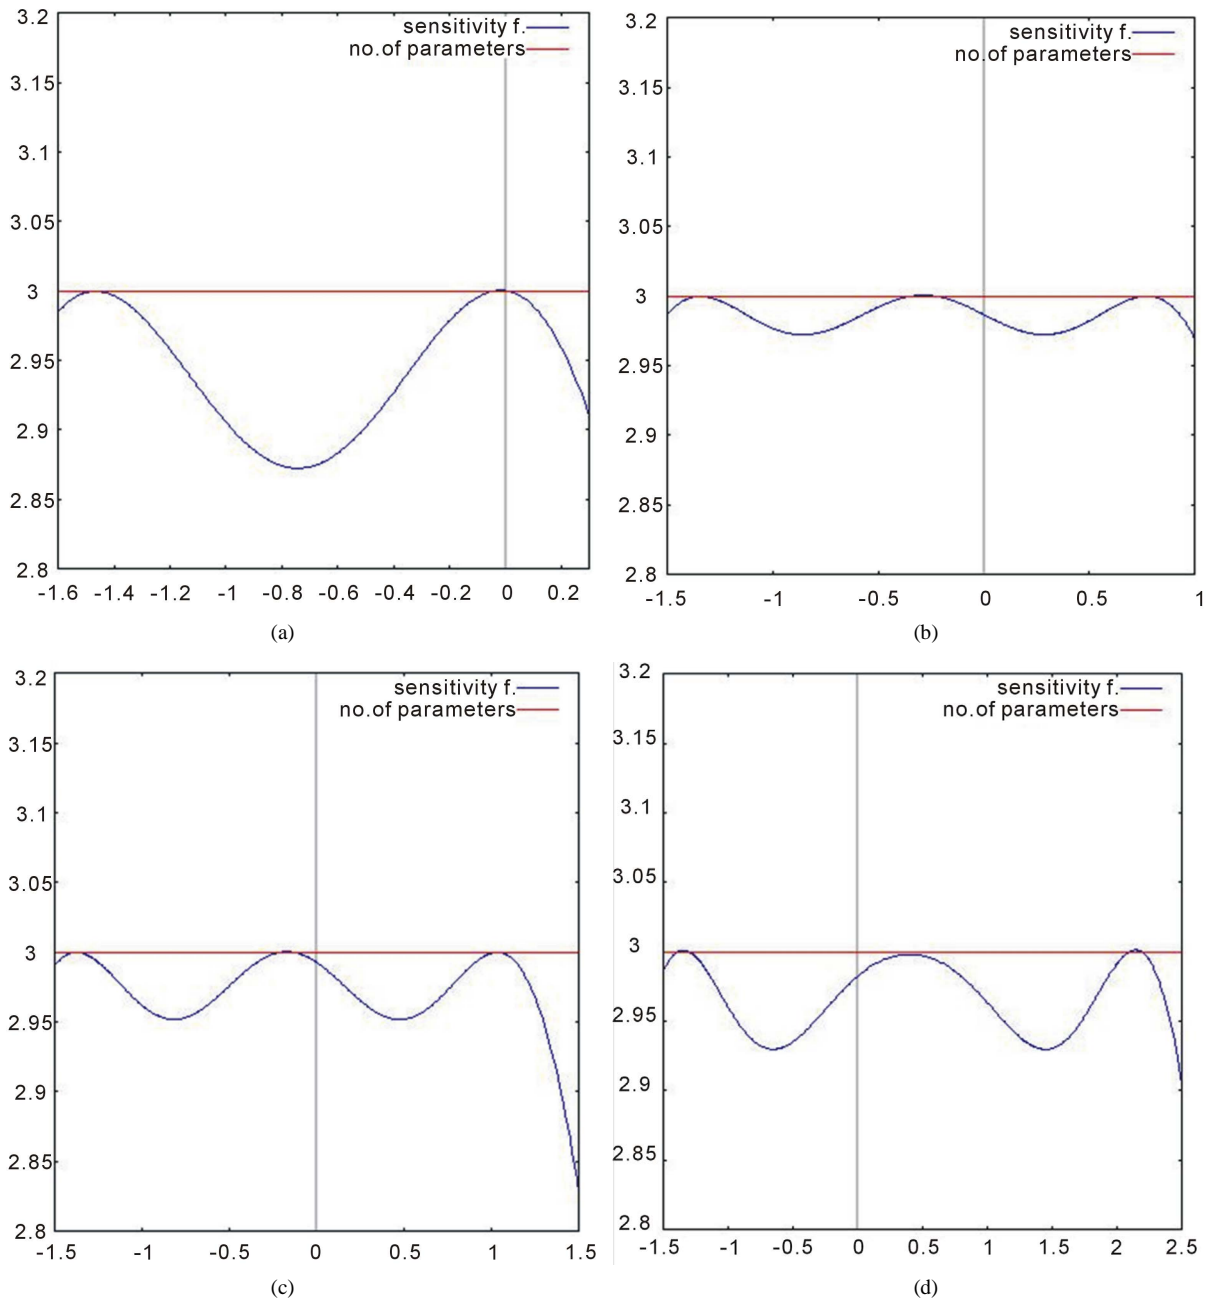 3.2
3.15
3.1
3.05
3
2.95
2.9
2.85
2.8
sensitivity f.
no.of parameters
-1.6 -1.4 -1.2 -1 -0.8 -0.6 -0.4 -0.2 0 0.2
(a)
3.2
3.15
3.1
3.05
3
2.95
2.9
2.85
2.8
sensitivity f.
no.of parameters
-1.5 -1 -0.5 0 0.5 1
(b)
3.2
3.15
3.1
3.05
3
2.95
2.9
2.85
2.8
sensitivity f.
no.of parameters
-1.5 -1 -0.5 0 0.5 1 1.5
(c)
3.2
3.15
3.1
3.05
3
2.95
2.9
2.85
2.8
sensitivity f.
no.of parameters
-1.5 -1 -0.5 0 0.5 1 1.5 2 2.5
(d)